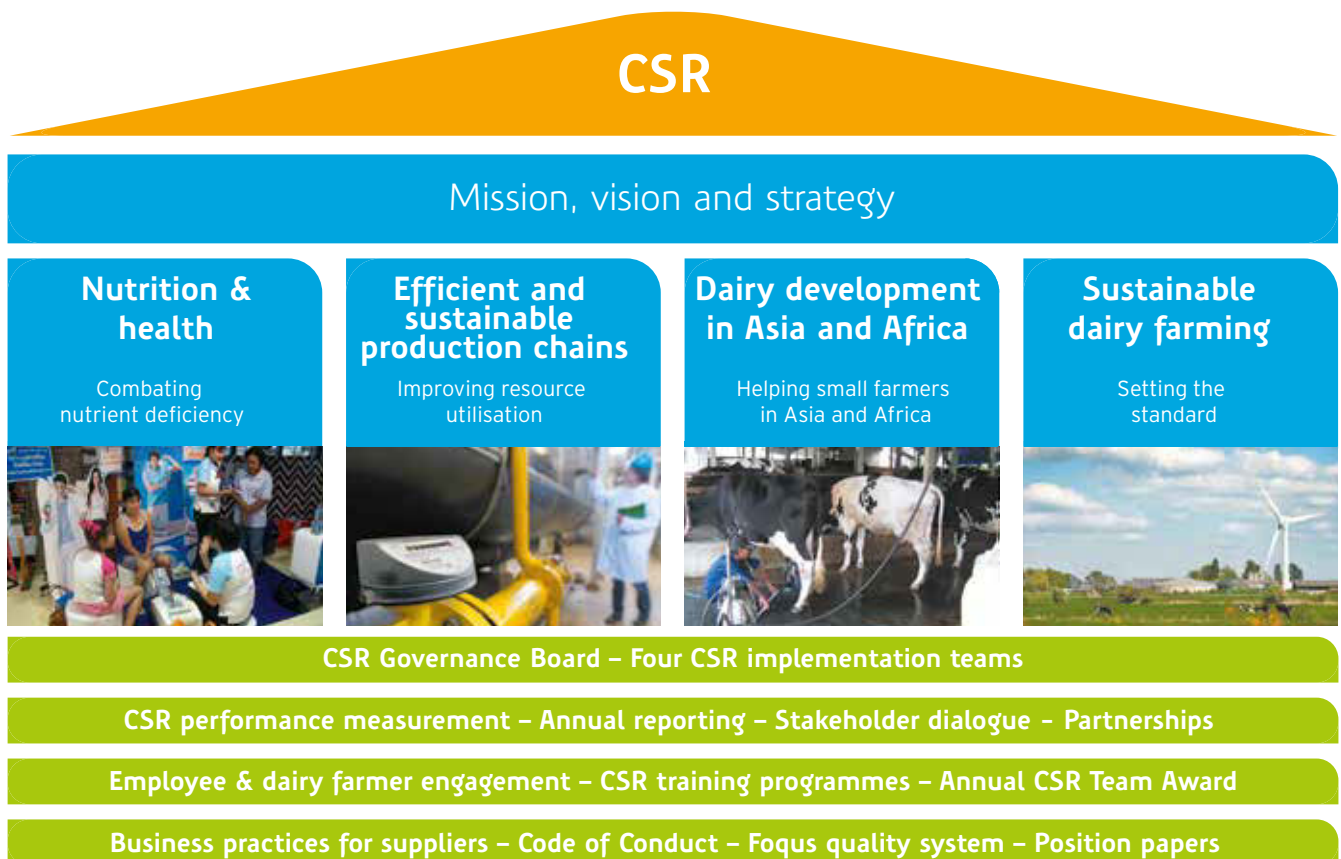 CSR
Mission, vision and strategy
Nutrition &
health
Combating
nutrient deficiency
Efficient and
sustainable
production chains
Improving resource
utilisation
Dairy development
in Asia and Africa
Helping small farmers
in Asia and Africa
Sustainable
dairy farming
Setting the
standard
CSR Governance Board – Four CSR implementation teams
CSR performance measurement – Annual reporting – Stakeholder dialogue - Partnerships
Employee & dairy farmer engagement – CSR training programmes – Annual CSR Team Award
Business practices for suppliers – Code of Conduct – Foqus quality system – Position papers